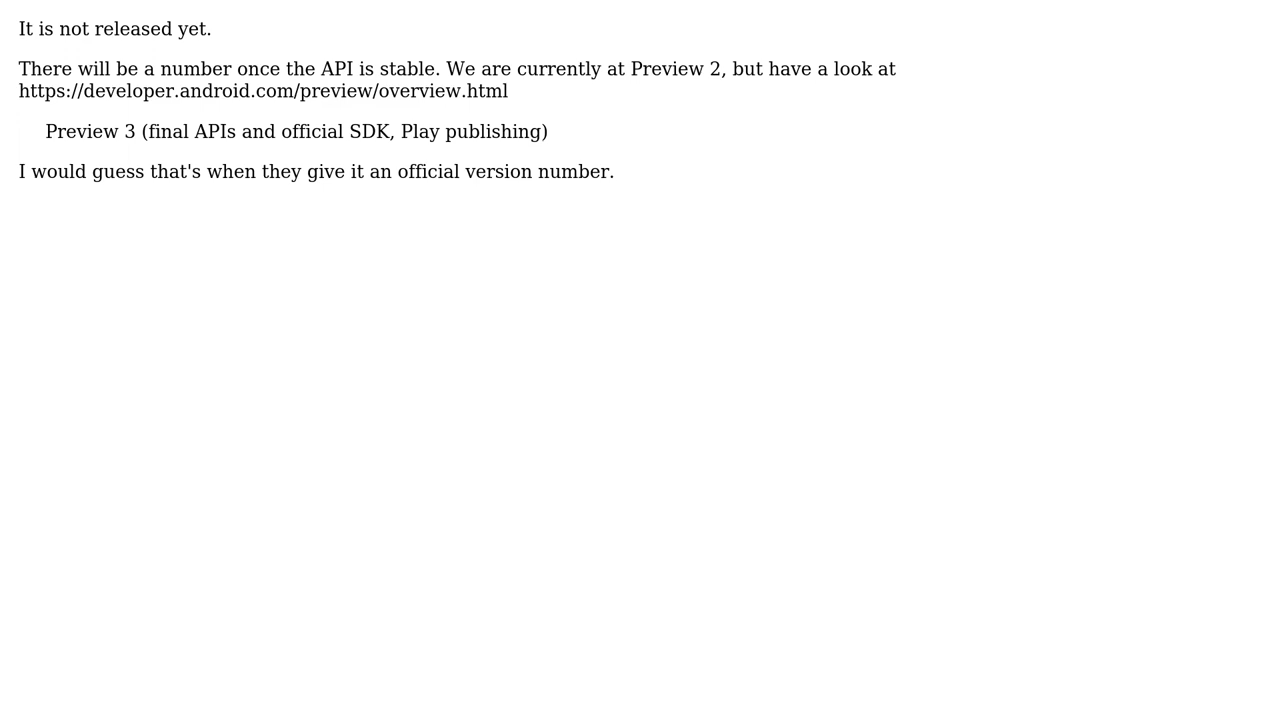 It is not released yet.
There will be a number once the API is stable. We are currently at Preview 2, but have a look at
https://developer.android.com/preview/overview.html
Preview 3 (final APIs and official SDK, Play publishing)
I would guess that's when they give it an official version number.